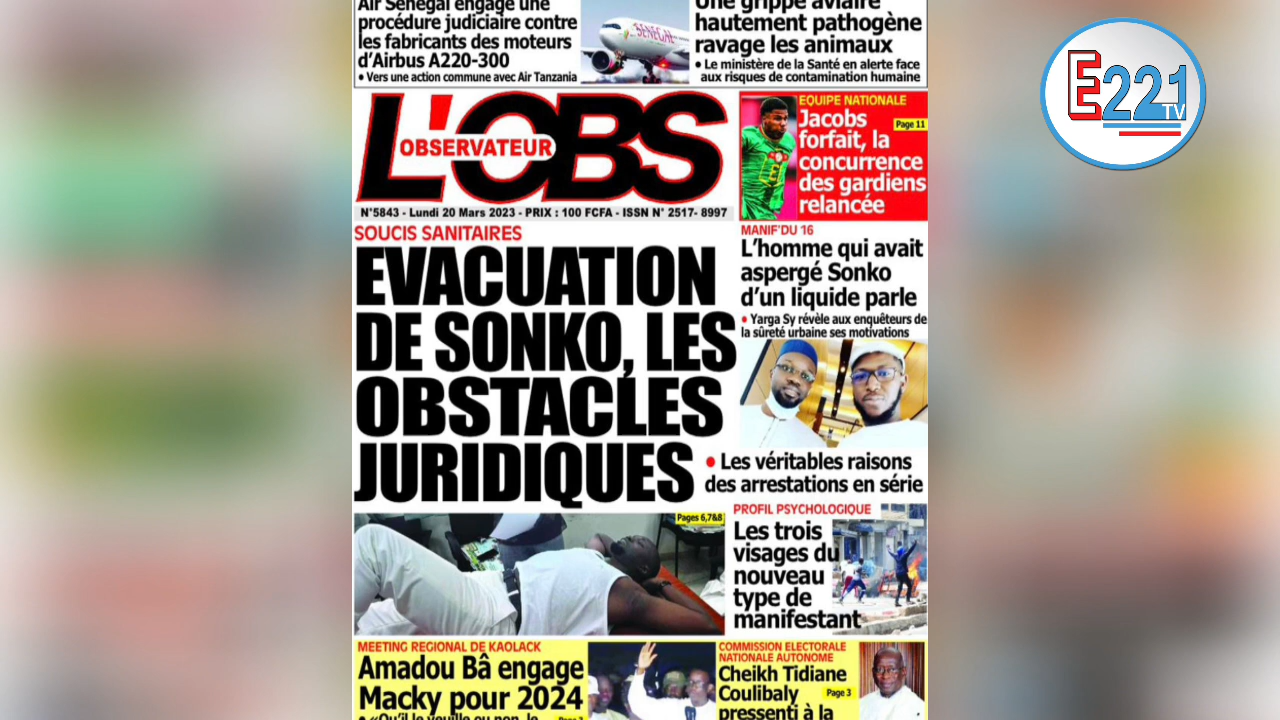 Air Sénégal engage une
procédure judiciaire contre
les fabricants des moteurs
d'Airbus A220-300
• Vers une action commune avec Air Tanzania
SENEGAL
Une grippe aviaire
hautement pathogène
ravage les animaux
• Le ministère de la Santé en alerte face
aux risques de contamination humaine
E221
TV
L'OBS
OBSERVATEUR
N°5843 - Lundi 20 Mars 2023 - PRIX : 100 FCFA - ISSN N° 2517- 8997
EQUIPE NATIONALE
Jacobs
forfait, la
concurrence
des gardiens
relancée
Page 11
SOUCIS SANITAIRES
EVACUATION
DE SONKO, LES
OBSTACLES
JURIDIQUES
Pages 6,7&8
MANIF'DU 16
L'homme qui avait
aspergé Sonko
d'un liquide parle
• Yarga Sy révèle aux enquêteurs de
la sûreté urbaine ses motivations
• Les véritables raisons
des arrestations en série
PROFIL PSYCHOLOGIQUE
Les trois
visages du
nouveau
type de
manifestant
MEETING REGIONAL DE KAOLACK
Amadou Bâ engage
Macky pour 2024
• «Qu'il le veuille ou non, le
COMMISSION ELECTORALE
NATIONALE AUTONOME
Cheikh Tidiane
Coulibaly
pressenti à la
Page 3